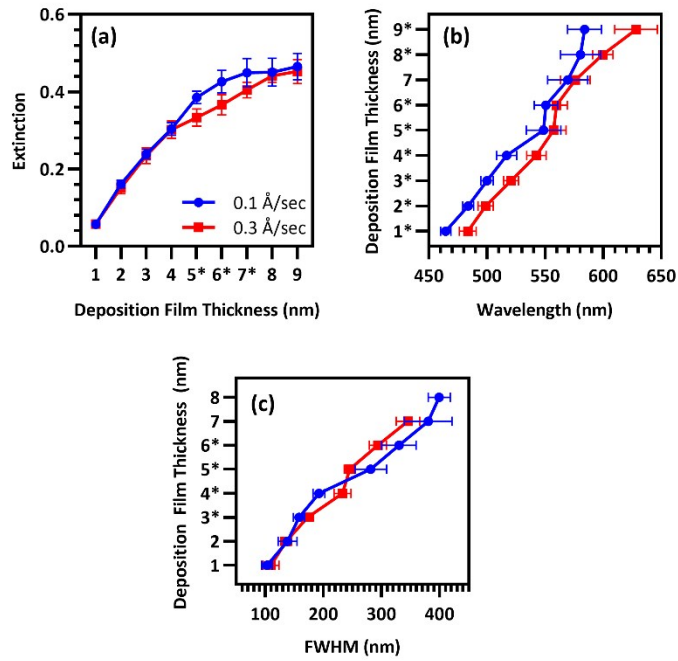 (a)
Extinction
0.6
0.4
0.2
0.0
0.1 Å/sec
0.3 Å/sec
1 2 3 4 5* 6* 7* 8 9
Deposition Film Thickness (nm)
(b)
Deposition Film Thickness (nm)
9*
8*
7
6*
5*
4*
3*
2*
1*
450 500 550 600 650
Wavelength (nm)
(c)
Deposition Film Thickness (nm)
8
7
6*
5*
4*
3*
2
1
100 200 300 400
FWHM (nm)